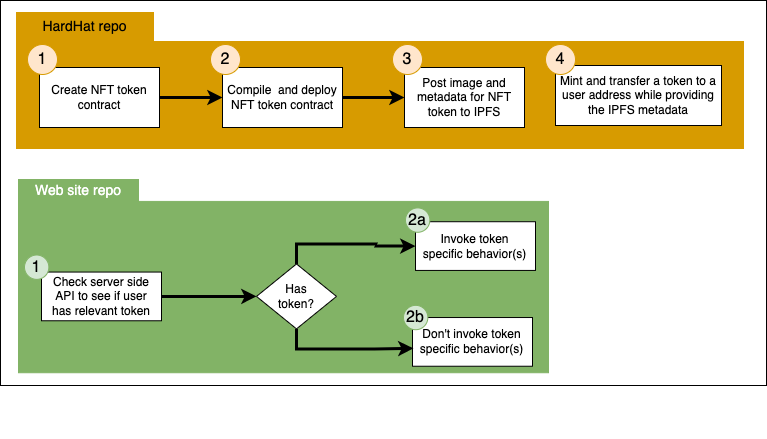 HardHat repo
1
Create NFT token
contract
2
Compile and deploy
NFT token contract
3
Post image and
metadata for NFT
token to IPFS
4
Mint and transfer a token to a
user address while providing
the IPFS metadata
Web site repo
1
Check server side
API to see if user
has relevant token
Has
token?
2a
Invoke token
specific behavior(s)
2b
Don't invoke token
specific behavior(s)